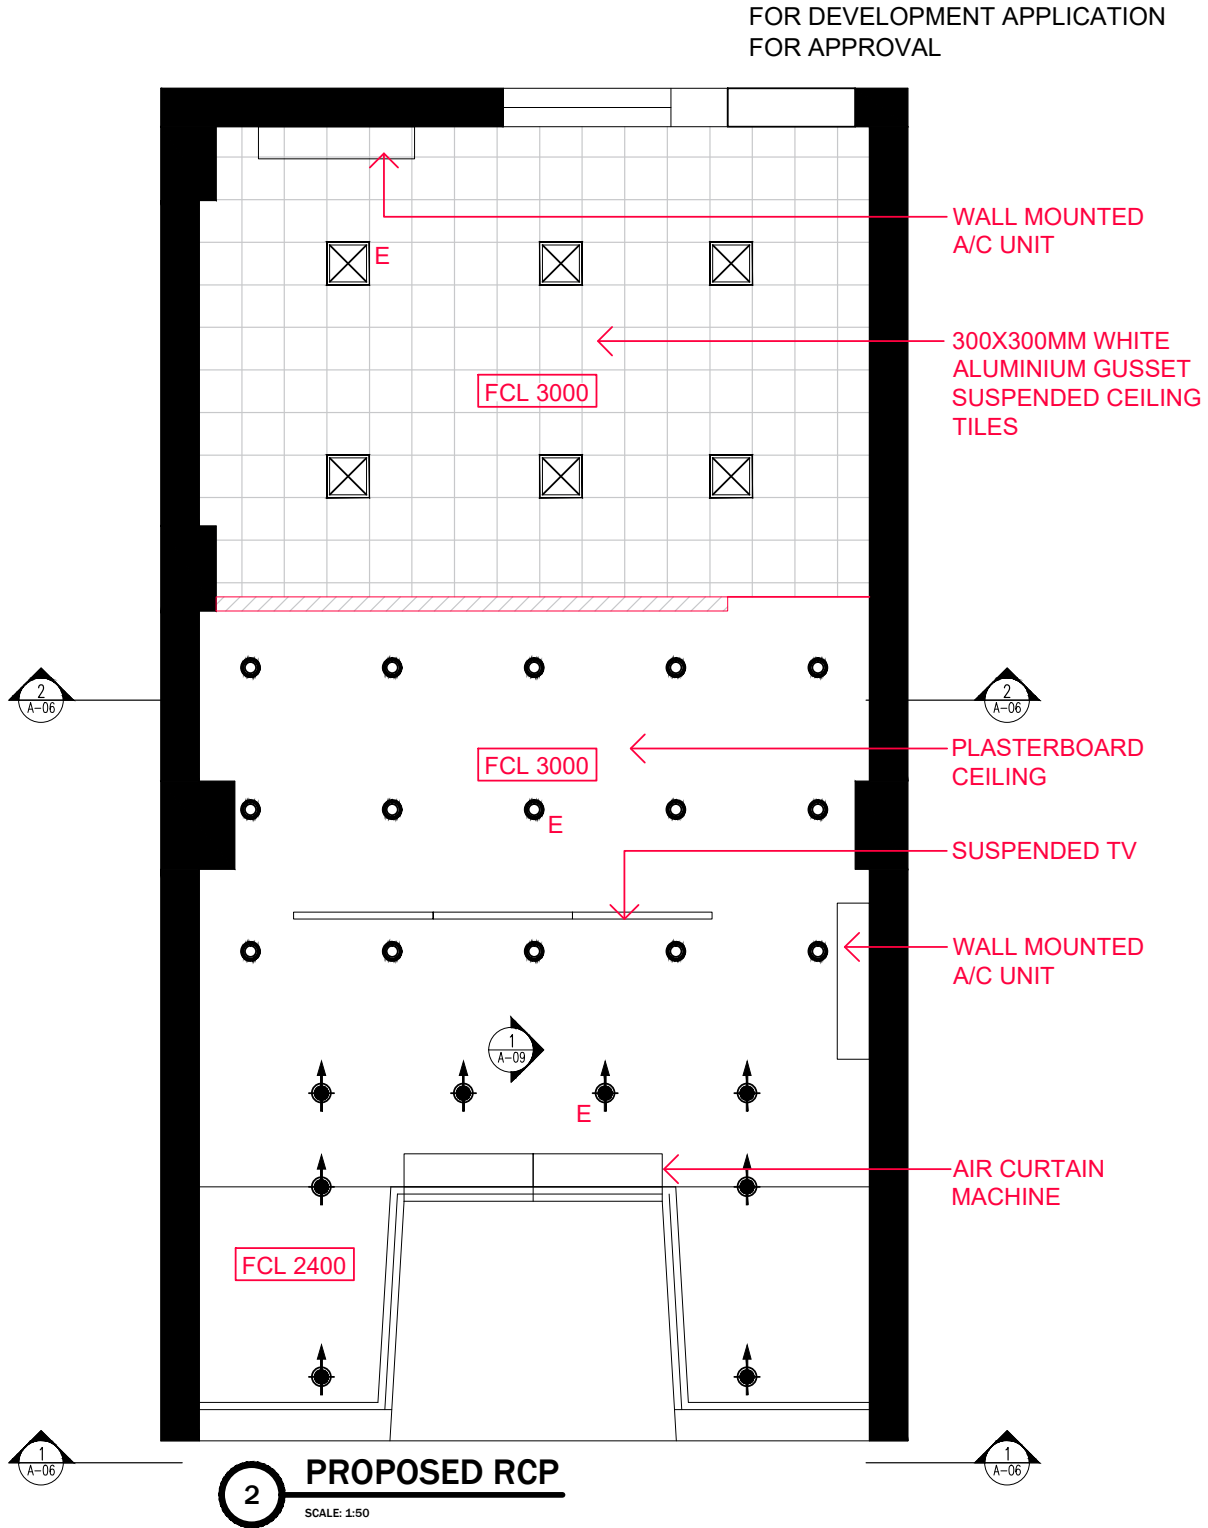 FOR DEVELOPMENT APPLICATION
FOR APPROVAL
WALL MOUNTED
A/C UNIT
E
300X300MM WHITE
ALUMINIUM GUSSET
SUSPENDED CEILING
TILES
FCL 3000
2
A-06
2
A-06
PLASTERBOARD
CEILING
FCL 3000
E
SUSPENDED TV
WALL MOUNTED
A/C UNIT
1
A-09
E
AIR CURTAIN
MACHINE
FCL 2400
1
A-06
1
A-06
2
PROPOSED RCP
SCALE: 1:50